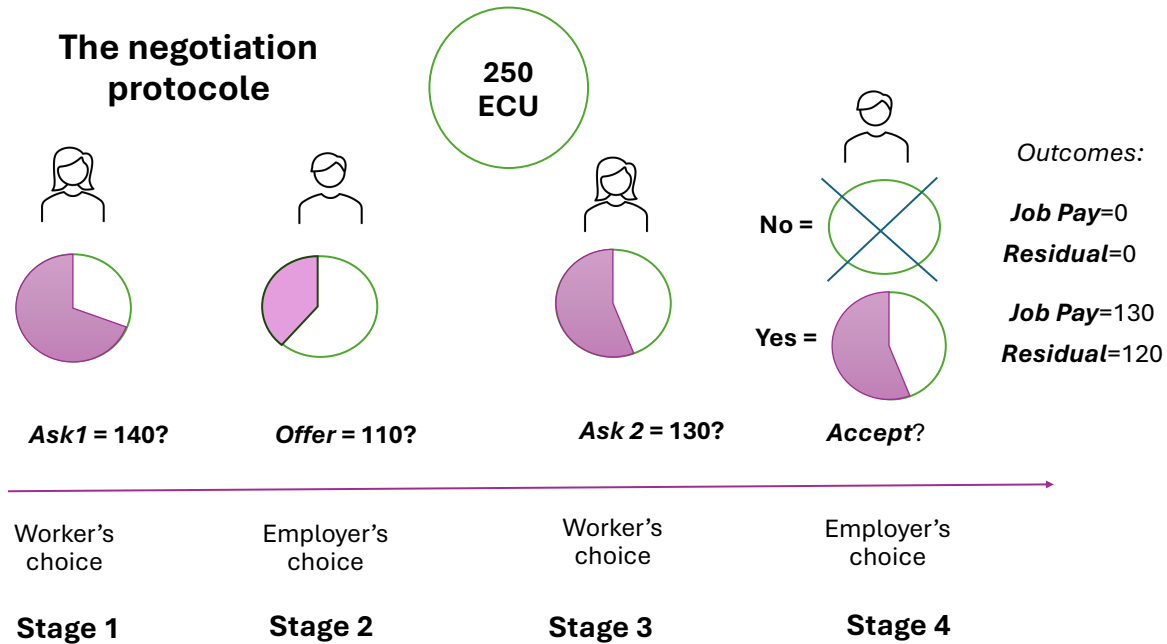 The negotiation
protocole
250
ECU
Outcomes:
No =
Job Pay=0
Residual=0
Yes =
Job Pay=130
Residual=120
Ask1 = 140?
Offer = 110?
Ask 2 = 130?
Accept?
Worker’s
choice
Employer’s
choice
Worker’s
choice
Employer’s
choice
Stage 1
Stage 2
Stage 3
Stage 4